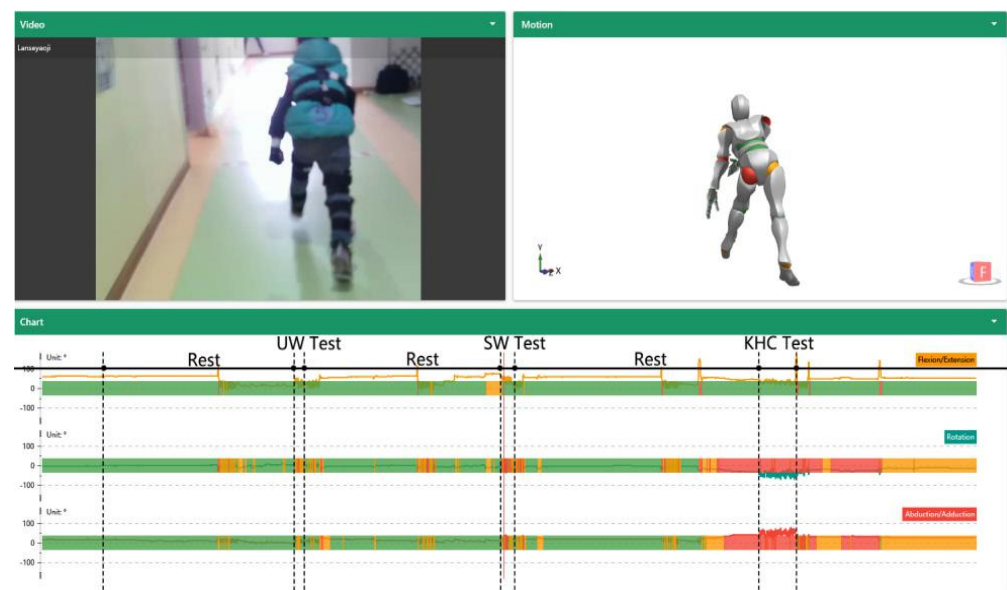 Video
Motion
Lanseyaoji
Y
X
F
Chart
UW Test
SW Test
KHC Test
Rest
Rest
Rest
Unit: °
Flexion/Extension
100
0
-100
Unit: °
Rotation
100
0
-100
Unit: °
Abduction/Adduction
100
0
-100